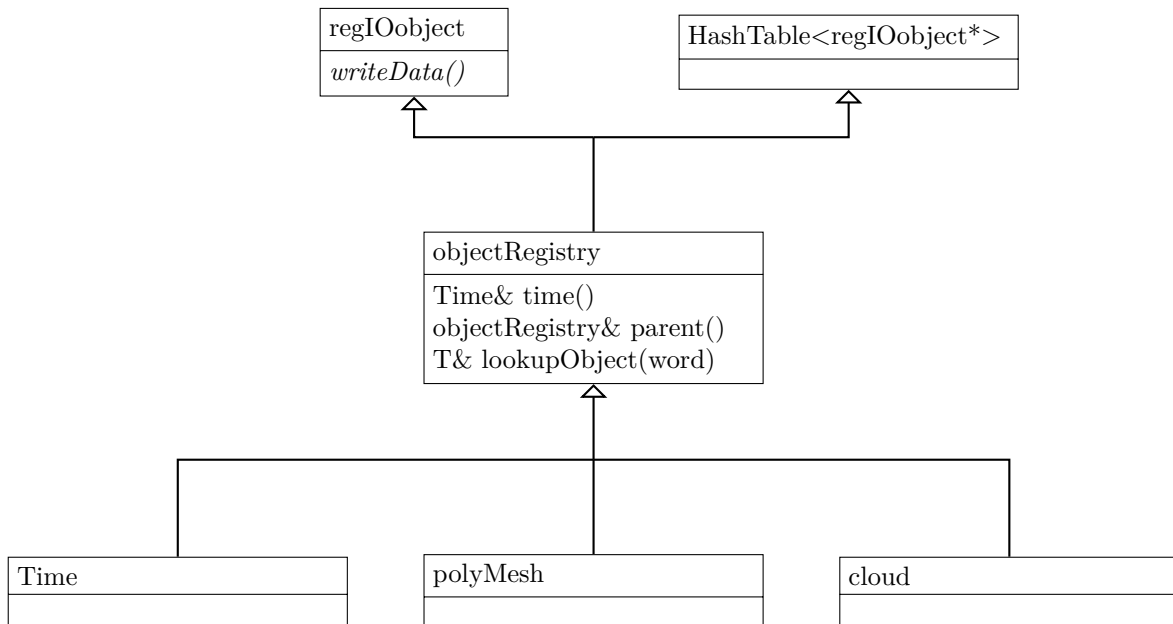 regIOobject
writeData()
HashTable<regIOobject*>
objectRegistry
Time& time()
objectRegistry& parent()
T& lookupObject(word)
Time
polyMesh
cloud